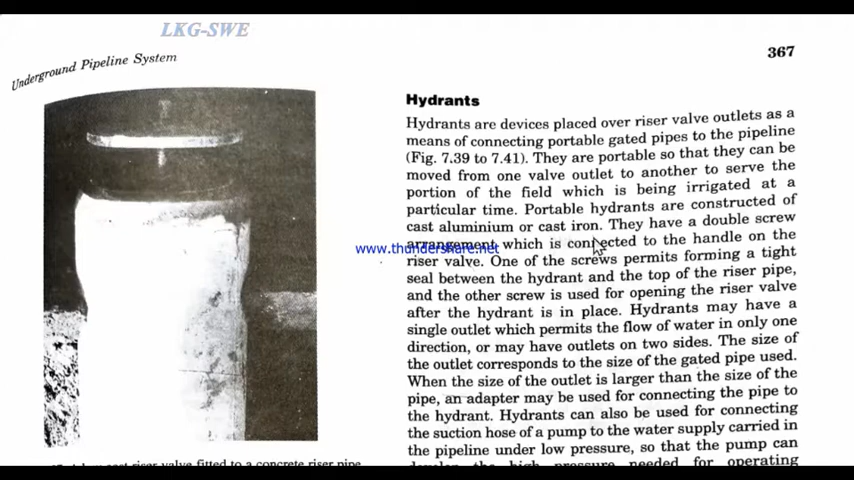 LKG-SWE
Underground Pipeline System
367
Hydrants
Hydrants are devices placed over riser valve outlets as a
means of connecting portable gated pipes to the pipeline
(Fig. 7.39 to 7.41). They are portable so that they can be
moved from one valve outlet to another to serve the
portion of the field which is being irrigated at a
particular time. Portable hydrants are constructed of
cast aluminium or cast iron. They have a double screw
arrangement which is connected to the handle on the
www.thundershare.net
riser valve. One of the screws permits forming a tight
seal between the hydrant and the top of the riser pipe,
and the other screw is used for opening the riser valve
after the hydrant is in place. Hydrants may have a
single outlet which permits the flow of water in only one
direction, or may have outlets on two sides. The size of
the outlet corresponds to the size of the gated pipe used.
When the size of the outlet is larger than the size of the
pipe, an adapter may be used for connecting the pipe to
the hydrant. Hydrants can also be used for connecting
the suction hose of a pump to the water supply carried in
the pipeline under low pressure, so that the pump can
develop the high pressure needed for operating
riser valve fitted to a concrete riser pipe